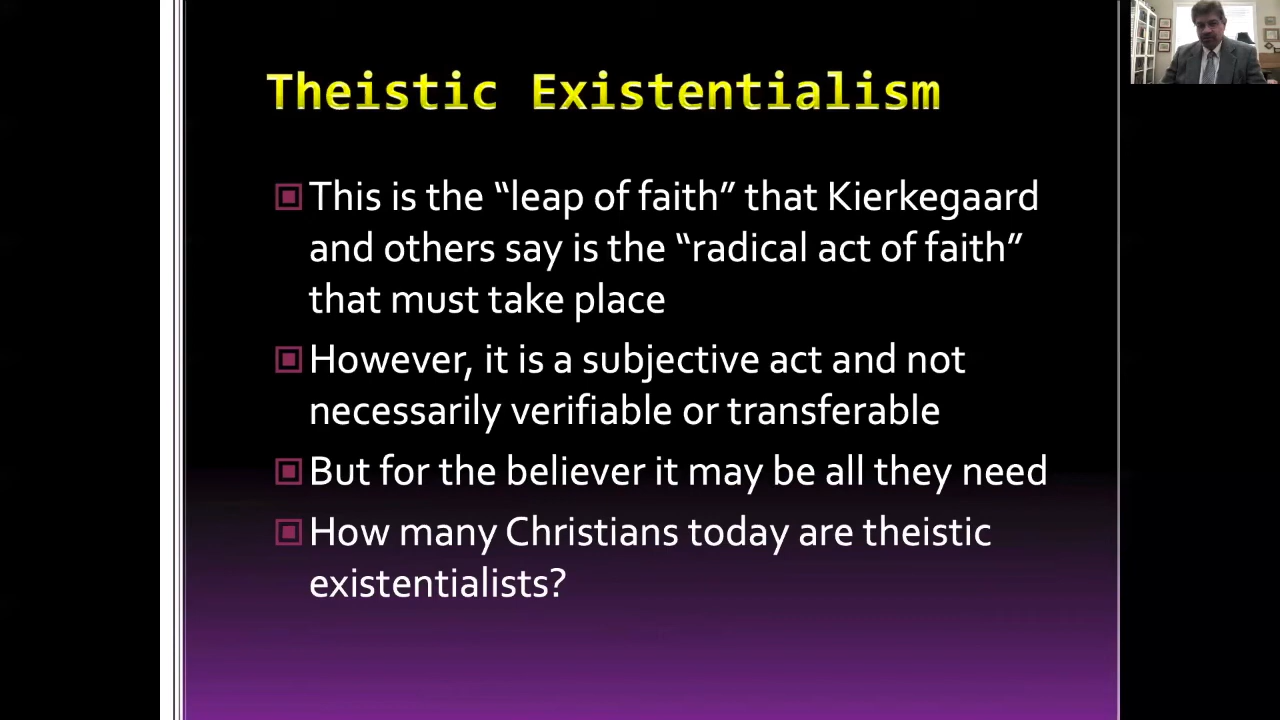 Theistic Existentialism
This is the “leap of faith” that Kierkegaard
and others say is the “radical act of faith”
that must take place
However, it is a subjective act and not
necessarily verifiable or transferable
But for the believer it may be all they need
How many Christians today are theistic
existentialists?